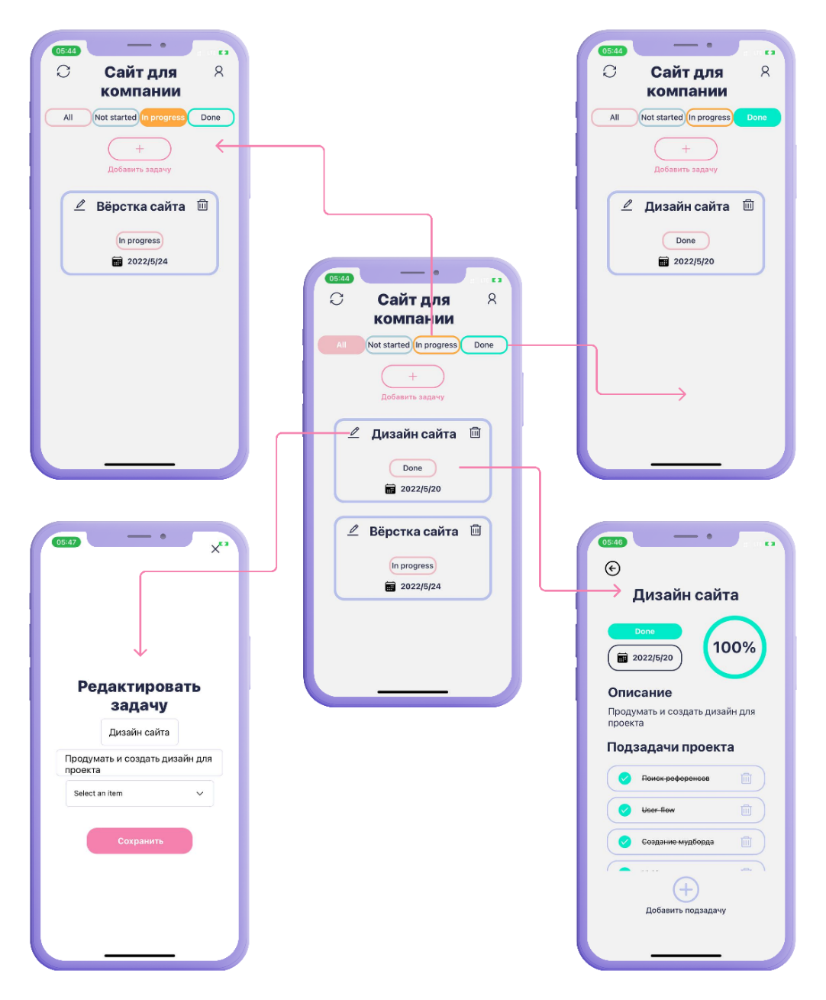 05:44
Сайт для
компании
All Not started In progress Done
+
Добавить задачу
Вёрстка сайта
In progress
2022/5/24
05:44
Сайт для
компании
All Not started In progress Done
+
Добавить задачу
Дизайн сайта
Done
2022/5/20
05:44
Сайт для
компании
All Not started In progress Done
+
Добавить задачу
Дизайн сайта
Done
2022/5/20
Вёрстка сайта
In progress
2022/5/24
05:47
Редактировать
задачу
Дизайн сайта
Продумать и создать дизайн для
проекта
Select an item
Сохранить
05:46
Дизайн сайта
Done
100%
2022/5/20
Описание
Продумать и создать дизайн для
проекта
Подзадачи проекта
Поиск референсов
User-flow
Создание мудборда
Добавить подзадачу